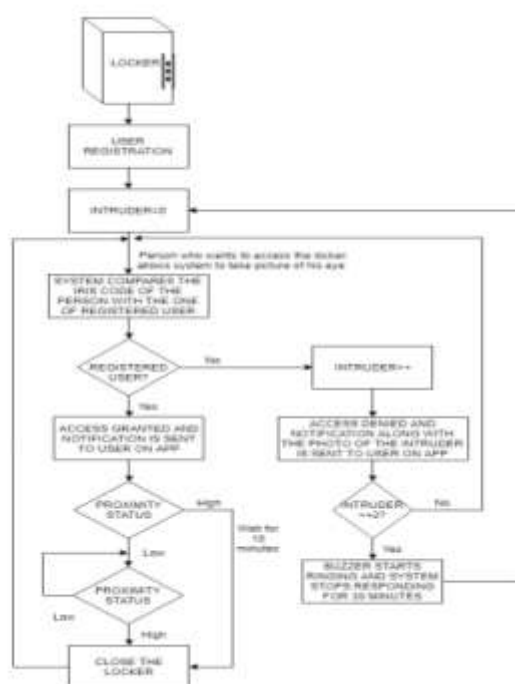 LOCKER
USER
REGISTRATION
INTRUDER=0
Person who wants to access the locker
allows system to take picture of his eye
SYSTEM COMPARES THE
IRIS CODE OF THE
PERSON WITH THE ONE
OF REGISTERED USER
REGISTERED
USER?
No
INTRUDER++
Yes
ACCESS GRANTED AND
NOTIFICATION IS SENT
TO USER ON APP
ACCESS DENIED AND
NOTIFICATION ALONG WITH
THE PHOTO OF THE INTRUDER
IS SENT TO USER ON APP
PROXIMITY
STATUS
High
Wait for
minutes
Low
INTRUDER
==2?
No
Yes
BUZZER STARTS
RINGING AND SYSTEM
STOPS RESPONDING
FOR 30 MINUTES
PROXIMITY
STATUS
Low
High
CLOSE THE
LOCKER